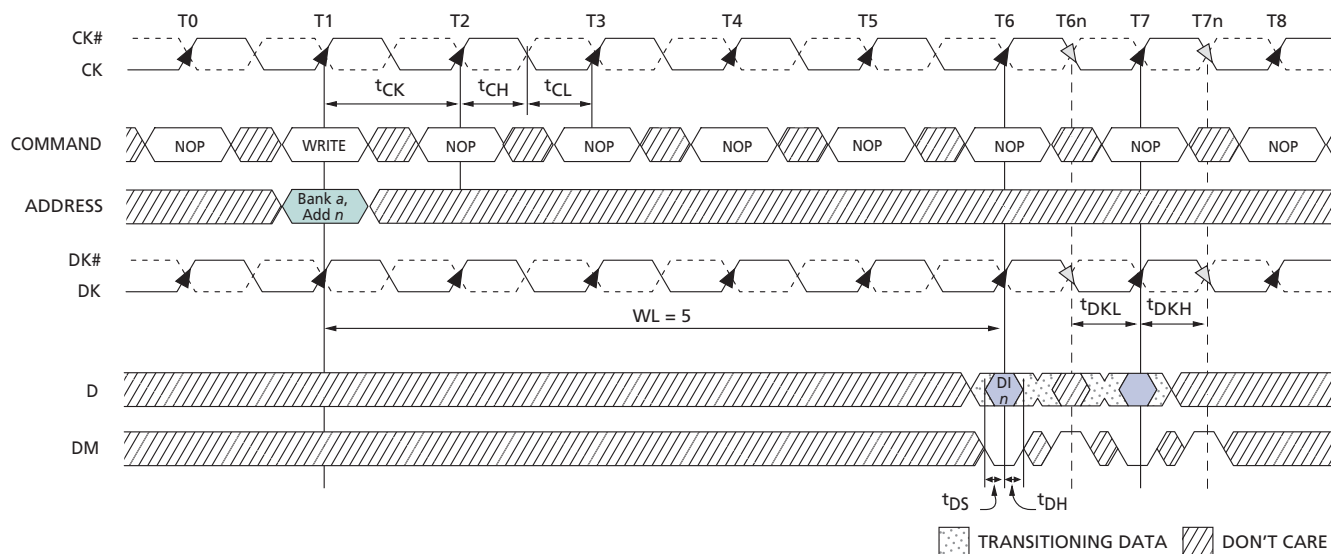 T0 T1 T2 T3 T4 T5 T6 T6n T7 T7n T8
CK#
CK
tCK tCH tCL
COMMAND NOP WRITE NOP NOP NOP NOP NOP NOP NOP
ADDRESS Bank a,
Add n
DK#
DK
WL = 5 tDKL tDKH
D DI
n
DM
tDS tDH
TRANSITIONING DATA DON'T CARE